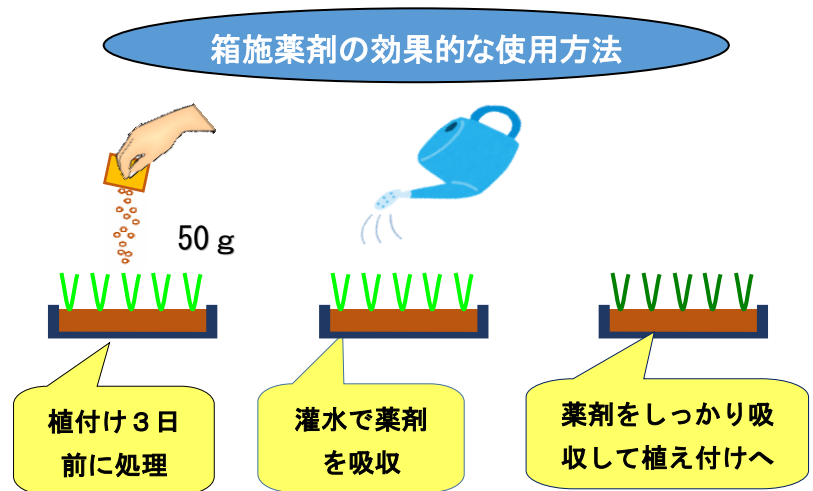 箱施薬剤の効果的な使用方法
50ｇ
植付け３日
前に処理
灌水で薬剤
を吸収
薬剤をしっかり吸
収して植え付けへ